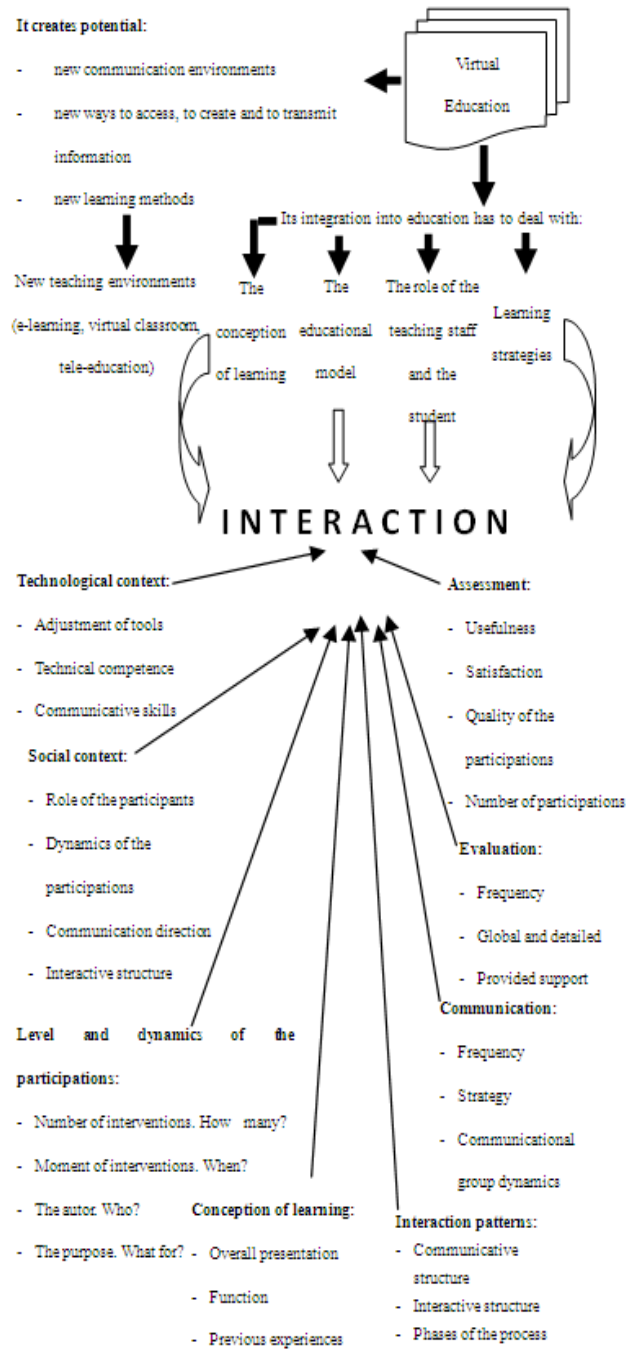 It creates potential:
- new communication environments
- new ways to access, to create and to transmit
information
- new learning methods
Virtual
Education
Its integration into education has to deal with:
New teaching environments
(e-learning, virtual classroom,
tele-education)
The
conception
of learning
The
educational
model
The role of the
teaching staff
and the
student
Learning
strategies
INTERACTION
Technological context:
- Adjustment of tools
- Technical competence
- Communicative skills
Social context:
- Role of the participants
- Dynamics of the
participations
- Communication direction
- Interactive structure
Level and dynamics of the
participations:
- Number of interventions. How many?
- Moment of interventions. When?
- The autor. Who?
- The purpose. What for?
Conception of learning:
- Overall presentation
- Function
- Previous experiences
Assessment:
- Usefulness
- Satisfaction
- Quality of the
participations
- Number of participations
Evaluation:
- Frequency
- Global and detailed
- Provided support
Communication:
- Frequency
- Strategy
- Communicational
group dynamics
Interaction patterns:
- Communicative
structure
- Interactive structure
- Phases of the process